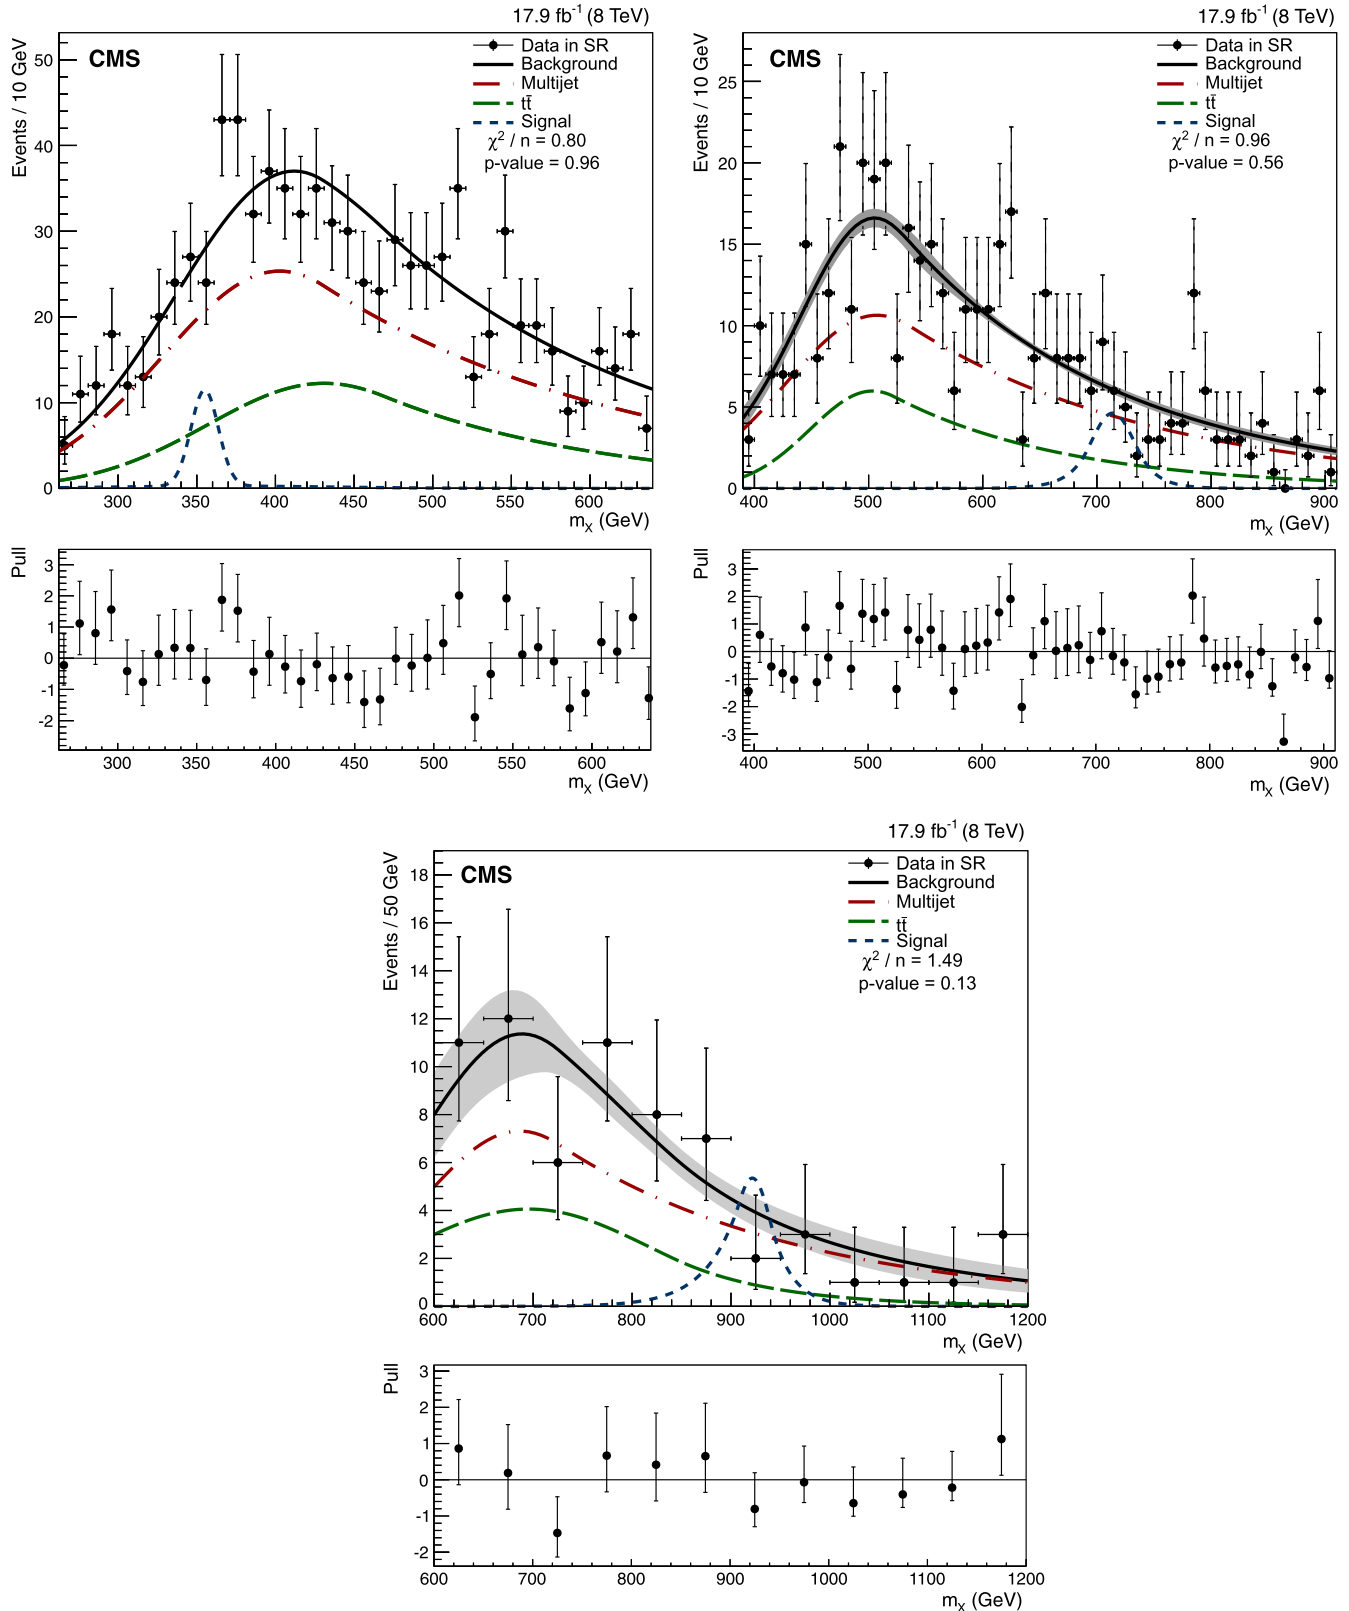 17.9 fb⁻¹ (8 TeV)
CMS
Events / 10 GeV
Data in SR
Background
Multijet
tt̄
Signal
χ² / n = 0.80
p-value = 0.96
50
40
30
20
10
0
300 350 400 450 500 550 600
mX (GeV)
Pull
3
2
1
0
-1
-2
300 350 400 450 500 550 600
mX (GeV)
17.9 fb⁻¹ (8 TeV)
CMS
Events / 10 GeV
Data in SR
Background
Multijet
tt̄
Signal
χ² / n = 0.96
p-value = 0.56
25
20
15
10
5
0
400 500 600 700 800 900
mX (GeV)
Pull
3
2
1
0
-1
-2
-3
400 500 600 700 800 900
mX (GeV)
17.9 fb⁻¹ (8 TeV)
CMS
Events / 50 GeV
Data in SR
Background
Multijet
tt̄
Signal
χ² / n = 1.49
p-value = 0.13
18
16
14
12
10
8
6
4
2
0
600 700 800 900 1000 1100 1200
mX (GeV)
Pull
3
2
1
0
-1
-2
600 700 800 900 1000 1100 1200
mX (GeV)